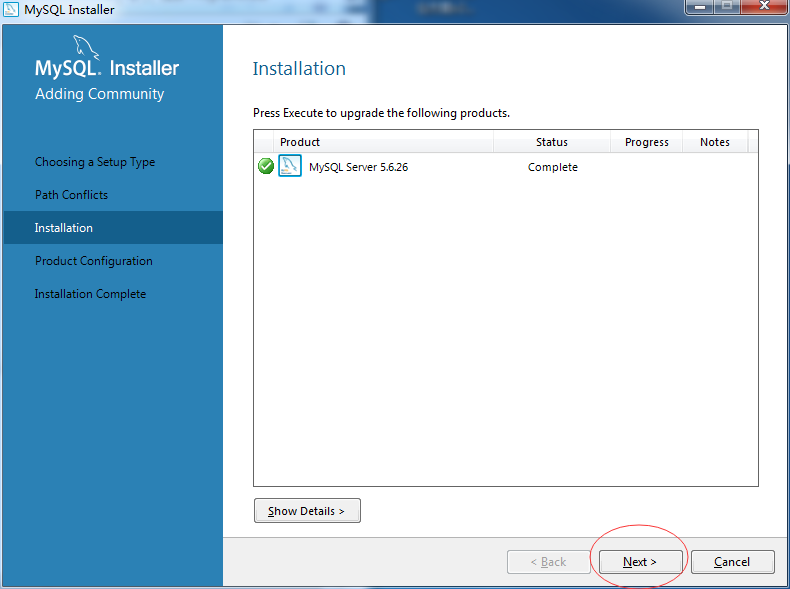 MySQL Installer
MySQL. Installer
Adding Community
Choosing a Setup Type
Path Conflicts
Installation
Product Configuration
Installation Complete
Installation
Press Execute to upgrade the following products.
Product Status Progress Notes
MySQL Server 5.6.26 Complete
Show Details >
< Back Next > Cancel